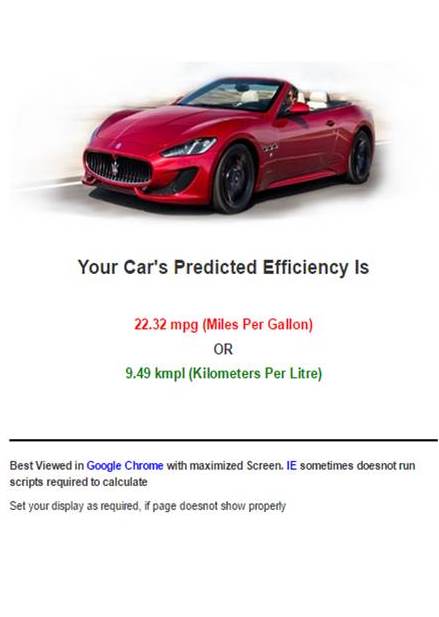 Your Car's Predicted Efficiency Is
22.32 mpg (Miles Per Gallon)
OR
9.49 kmpl (Kilometers Per Litre)
Best Viewed in Google Chrome with maximized Screen. IE sometimes doesnot run
scripts required to calculate
Set your display as required, if page doesnot show properly